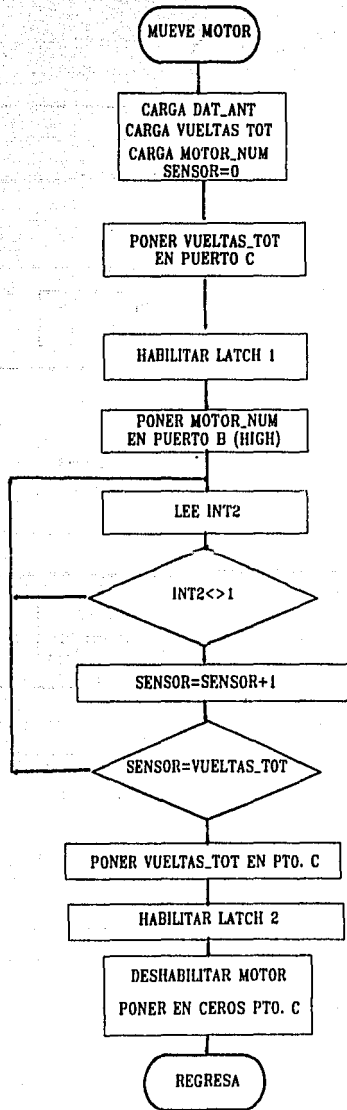 MUEVE MOTOR
CARGA DAT_ANT
CARGA VUELTAS TOT
CARGA MOTOR_NUM
SENSOR=0
PONER VUELTAS_TOT
EN PUERTO C
HABILITAR LATCH 1
PONER MOTOR_NUM
EN PUERTO B (HIGH)
LEE INT2
INT2<>1
SENSOR=SENSOR+1
SENSOR=VUELTAS_TOT
PONER VUELTAS_TOT EN PTO. C
HABILITAR LATCH 2
DESHABILITAR MOTOR
PONER EN CEROS PTO. C
REGRESA